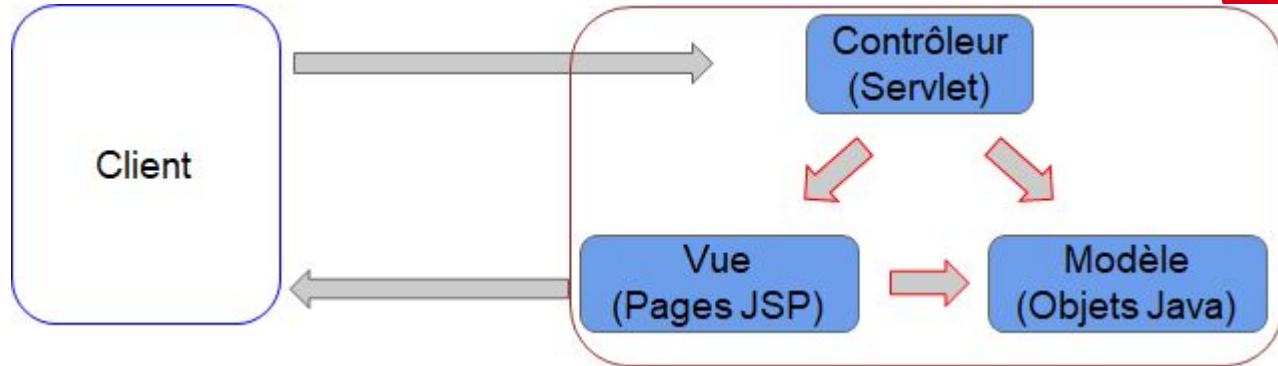 Contrôleur
(Servlet)
Client
Vue
(Pages JSP)
Modèle
(Objets Java)